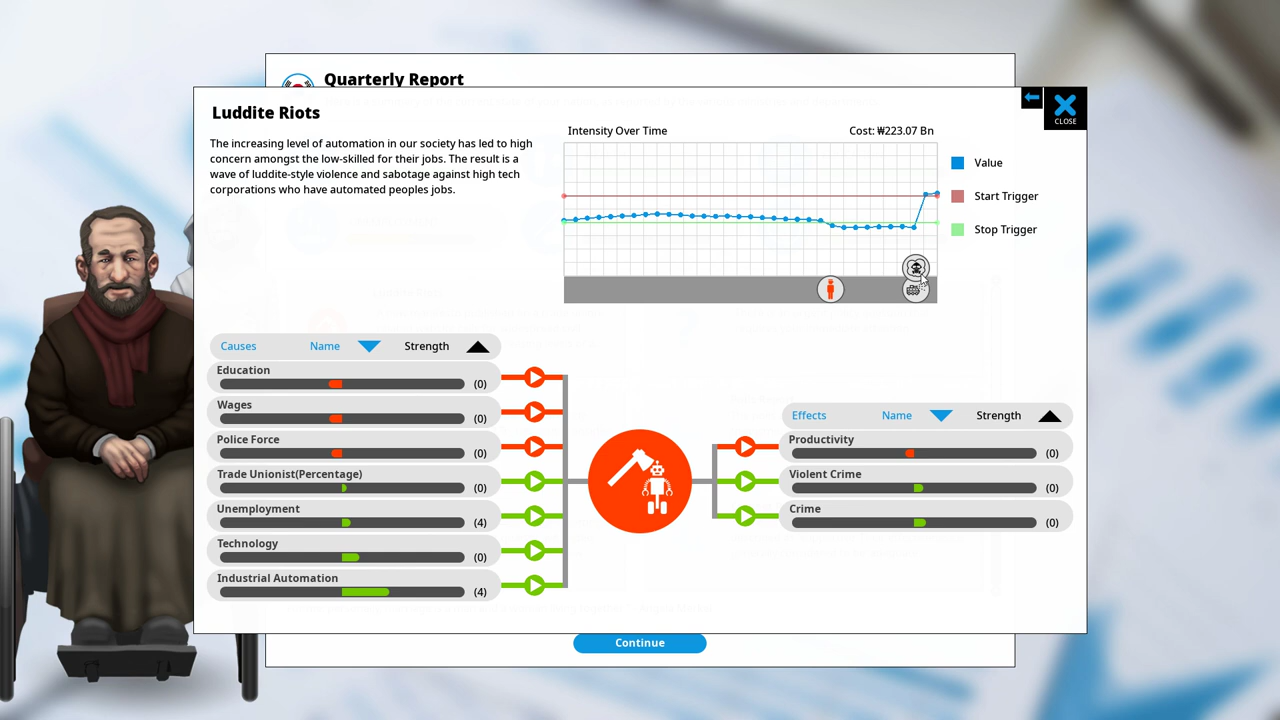 Quarterly Report
Luddite Riots
CLOSE
The increasing level of automation in our society has led to high
concern amongst the low-skilled for their jobs. The result is a
wave of luddite-style violence and sabotage against high tech
corporations who have automated peoples jobs.
Intensity Over Time
Cost: ₩223.07 Bn
Value
Start Trigger
Stop Trigger
Causes Name Strength
Education
(0)
Wages
(0)
Police Force
(0)
Trade Unionist(Percentage)
(0)
Unemployment
(4)
Technology
(0)
Industrial Automation
(4)
Effects Name Strength
Productivity
(0)
Violent Crime
(0)
Crime
(0)
Continue